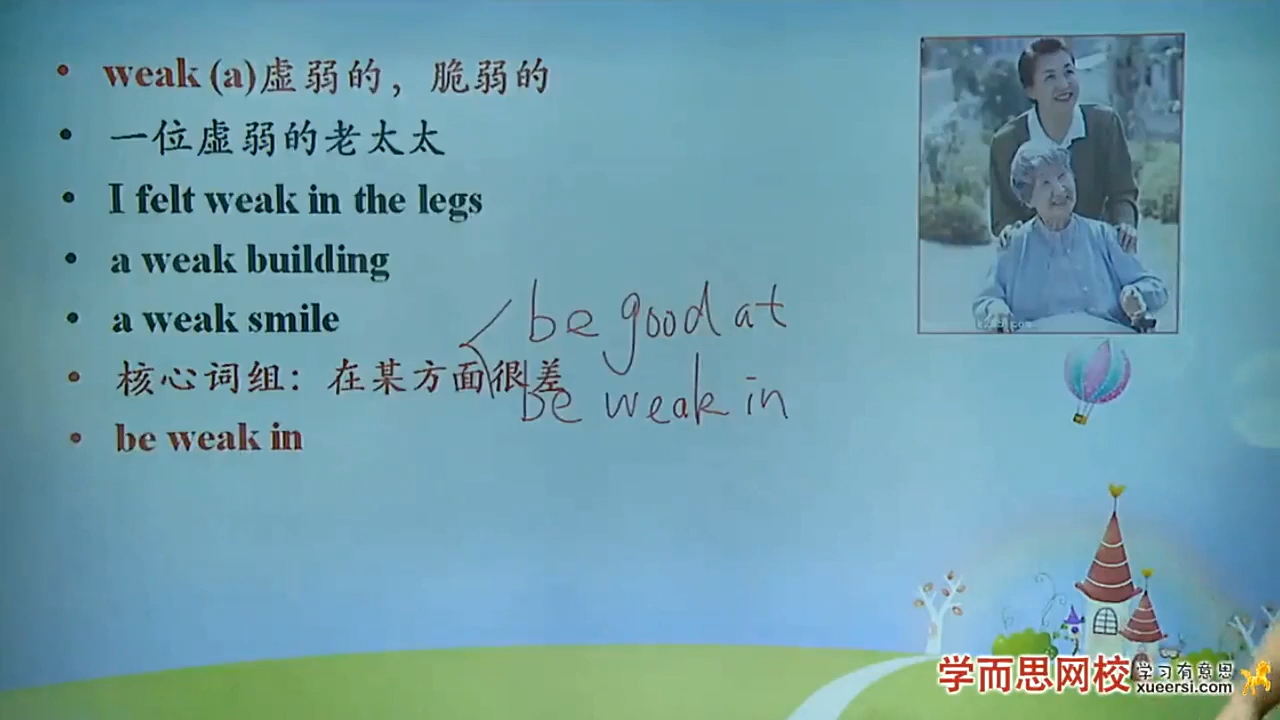 weak (a)虚弱的，脆弱的
一位虚弱的老太太
I felt weak in the legs
a weak building
a weak smile
be good at
核心词组：在某方面很差
be weak in
be weak in
学而思网校
学习有意思
xueersi.com